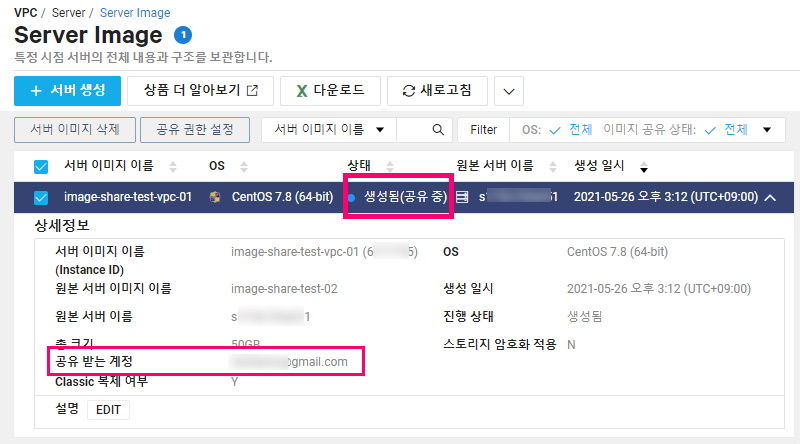 VPC / Server / Server Image
Server Image 1
특정 시점 서버의 전체 내용과 구조를 보관합니다.
+ 서버 생성 상품 더 알아보기 다운로드 새로고침
서버 이미지 삭제 공유 권한 설정 서버 이미지 이름 Filter OS: 전체 이미지 공유 상태: 전체
서버 이미지 이름 OS 상태 원본 서버 이름 생성 일시
image-share-test-vpc-01 CentOS 7.8 (64-bit) 생성됨(공유 중) 2021-05-26 오후 3:12 (UTC+09:00)
상세정보
서버 이미지 이름 image-share-test-vpc-01 OS CentOS 7.8 (64-bit)
(Instance ID)
원본 서버 이미지 이름 image-share-test-02 생성 일시 2021-05-26 오후 3:12 (UTC+09:00)
원본 서버 이름 진행 상태 생성됨
총 크기 50GB 스토리지 암호화 적용 N
공유 받는 계정 @gmail.com
Classic 복제 여부 Y
설명 EDIT